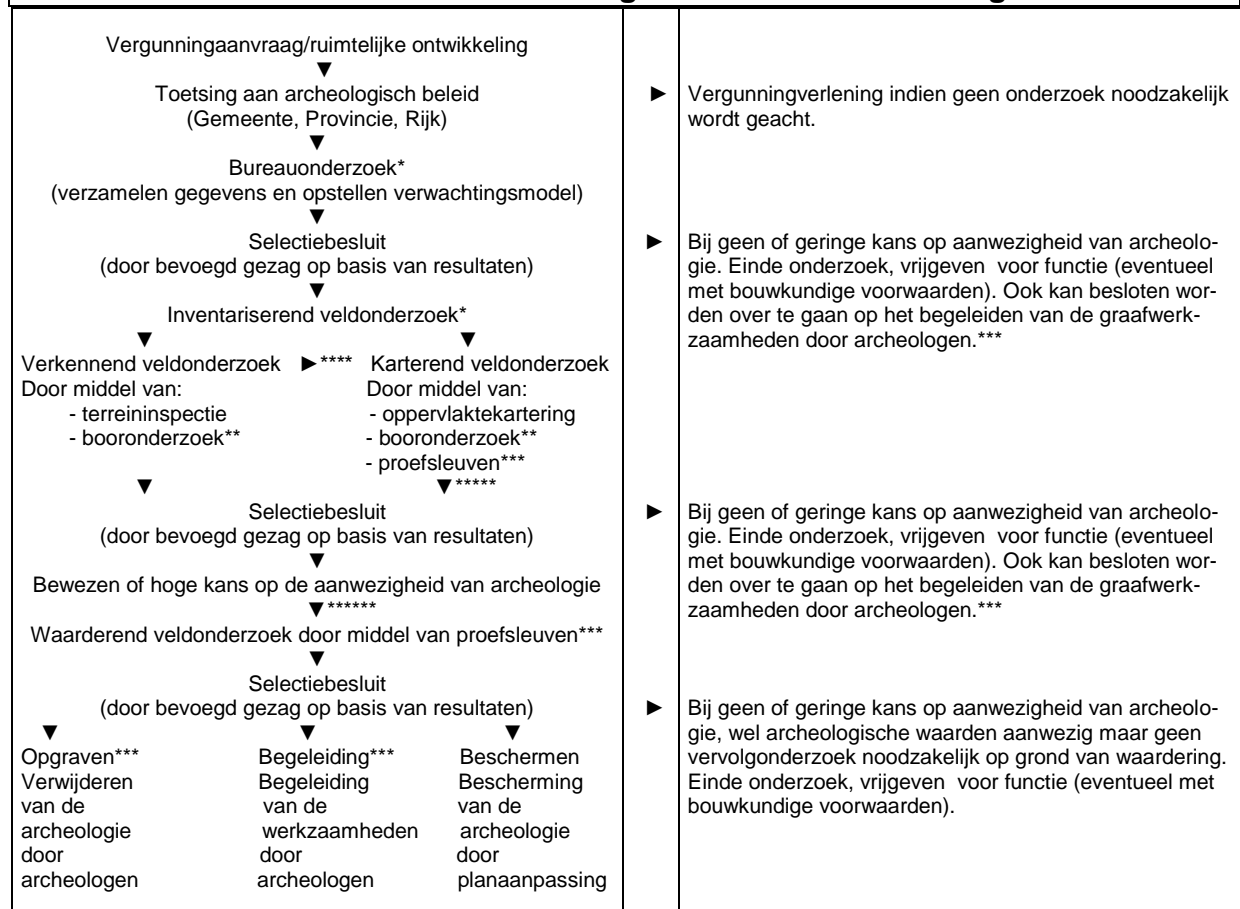 Vergunningaanvraag/ruimtelijke ontwikkeling
▼
Toetsing aan archeologisch beleid
(Gemeente, Provincie, Rijk)
▼
Bureauonderzoek*
(verzamelen gegevens en opstellen verwachtingsmodel)
▼
Selectiebesluit
(door bevoegd gezag op basis van resultaten)
▼
Inventariserend veldonderzoek*
▼ ▼
Verkennend veldonderzoek ►**** Karterend veldonderzoek
Door middel van: Door middel van:
- terreininspectie - oppervlaktekartering
- booronderzoek** - booronderzoek**
- proefsleuven***
▼ ▼*****
Selectiebesluit
(door bevoegd gezag op basis van resultaten)
▼
Bewezen of hoge kans op de aanwezigheid van archeologie
▼******
Waarderend veldonderzoek door middel van proefsleuven***
▼
Selectiebesluit
(door bevoegd gezag op basis van resultaten)
▼ ▼ ▼
Opgraven*** Begeleiding*** Beschermen
Verwijderen Begeleiding Bescherming
van de van de van de
archeologie werkzaamheden archeologie
door door door
archeologen archeologen planaanpassing
► Vergunningverlening indien geen onderzoek noodzakelijk
wordt geacht.
► Bij geen of geringe kans op aanwezigheid van archeolo-
gie. Einde onderzoek, vrijgeven voor functie (eventueel
met bouwkundige voorwaarden). Ook kan besloten wor-
den over te gaan op het begeleiden van de graafwerk-
zaamheden door archeologen.***
► Bij geen of geringe kans op aanwezigheid van archeolo-
gie. Einde onderzoek, vrijgeven voor functie (eventueel
met bouwkundige voorwaarden). Ook kan besloten wor-
den over te gaan op het begeleiden van de graafwerk-
zaamheden door archeologen.***
► Bij geen of geringe kans op aanwezigheid van archeolo-
gie, wel archeologische waarden aanwezig maar geen
vervolgonderzoek noodzakelijk op grond van waardering.
Einde onderzoek, vrijgeven voor functie (eventueel met
bouwkundige voorwaarden).